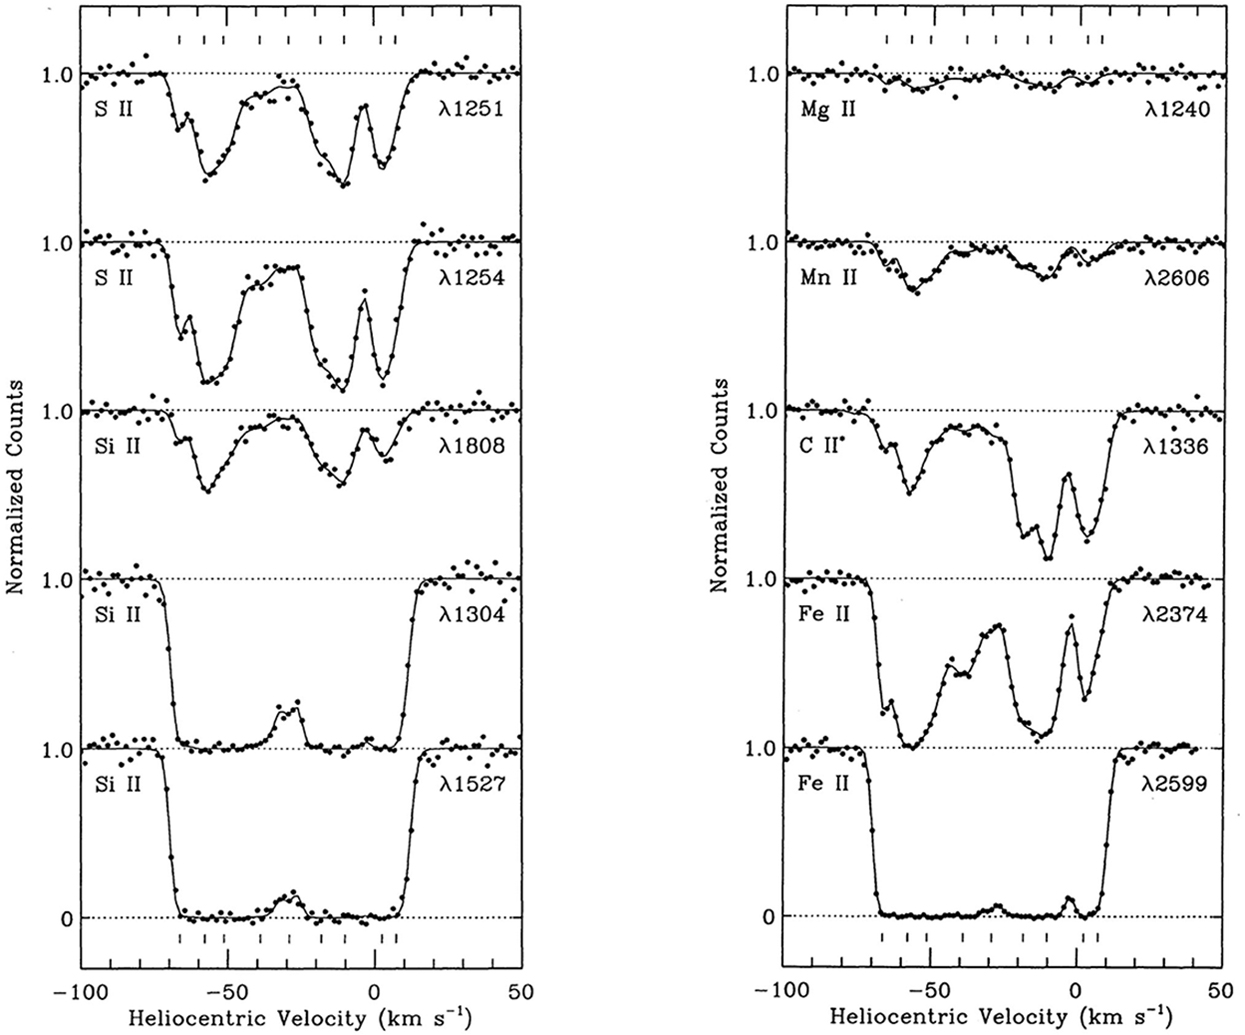 1.0
S II
λ1251
1.0
S II
λ1254
1.0
Si II
λ1808
1.0
Si II
λ1304
1.0
Si II
λ1527
0
Normalized Counts
−100
−50
0
50
Heliocentric Velocity (km s⁻¹)
1.0
Mg II
λ1240
1.0
Mn II
λ2606
1.0
C II*
λ1336
1.0
Fe II
λ2374
1.0
Fe II
λ2599
0
Normalized Counts
−100
−50
0
50
Heliocentric Velocity (km s⁻¹)